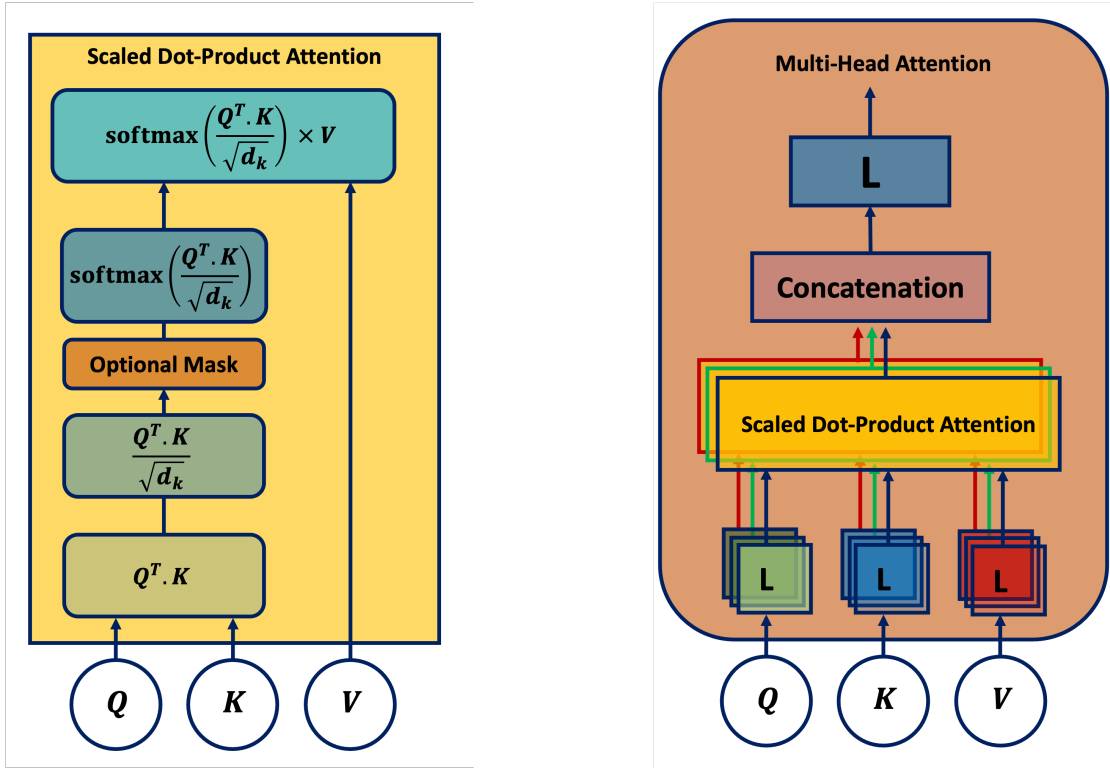 Scaled Dot-Product Attention
softmax(Q^T . K / √d_k) × V
softmax(Q^T . K / √d_k)
Optional Mask
Q^T . K / √d_k
Q^T . K
Q K V
Multi-Head Attention
L
Concatenation
Scaled Dot-Product Attention
L L L
Q K V